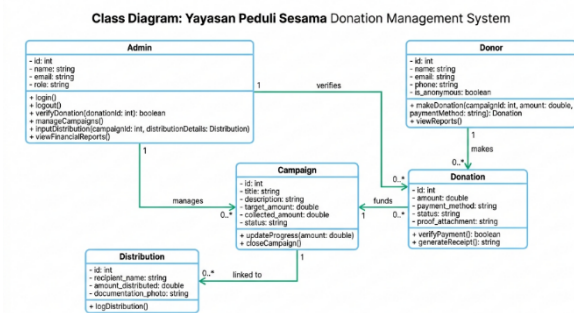 Class Diagram: Yayasan Peduli Sesama Donation Management System
Admin
- id: int
- name: string
- email: string
- role: string
+ login()
+ logout()
+ verifyDonation(donationId: int): boolean
+ manageCampaigns()
+ inputDistribution(campaignId: int, distributionDetails: Distribution)
+ viewFinancialReports()
Donor
- id: int
- name: string
- email: string
- phone: string
- is_anonymous: boolean
+ makeDonation(campaignId: int, amount: double,
paymentMethod: string): Donation
+ viewReports()
1
verifies
0..*
1
makes
0..*
1
manages
0..*
Campaign
- id: int
- title: string
- description: string
- target_amount: double
- collected_amount: double
- status: string
+ updateProgress(amount: double)
+ closeCampaign()
funds
1
0..*
Donation
- id: int
- amount: double
- payment_method: string
- status: string
- proof_attachment: string
+ verifyPayment(): boolean
+ generateReceipt(): string
1
linked to
0..*
Distribution
- id: int
- recipient_name: string
- amount_distributed: double
- documentation_photo: string
+ logDistribution()